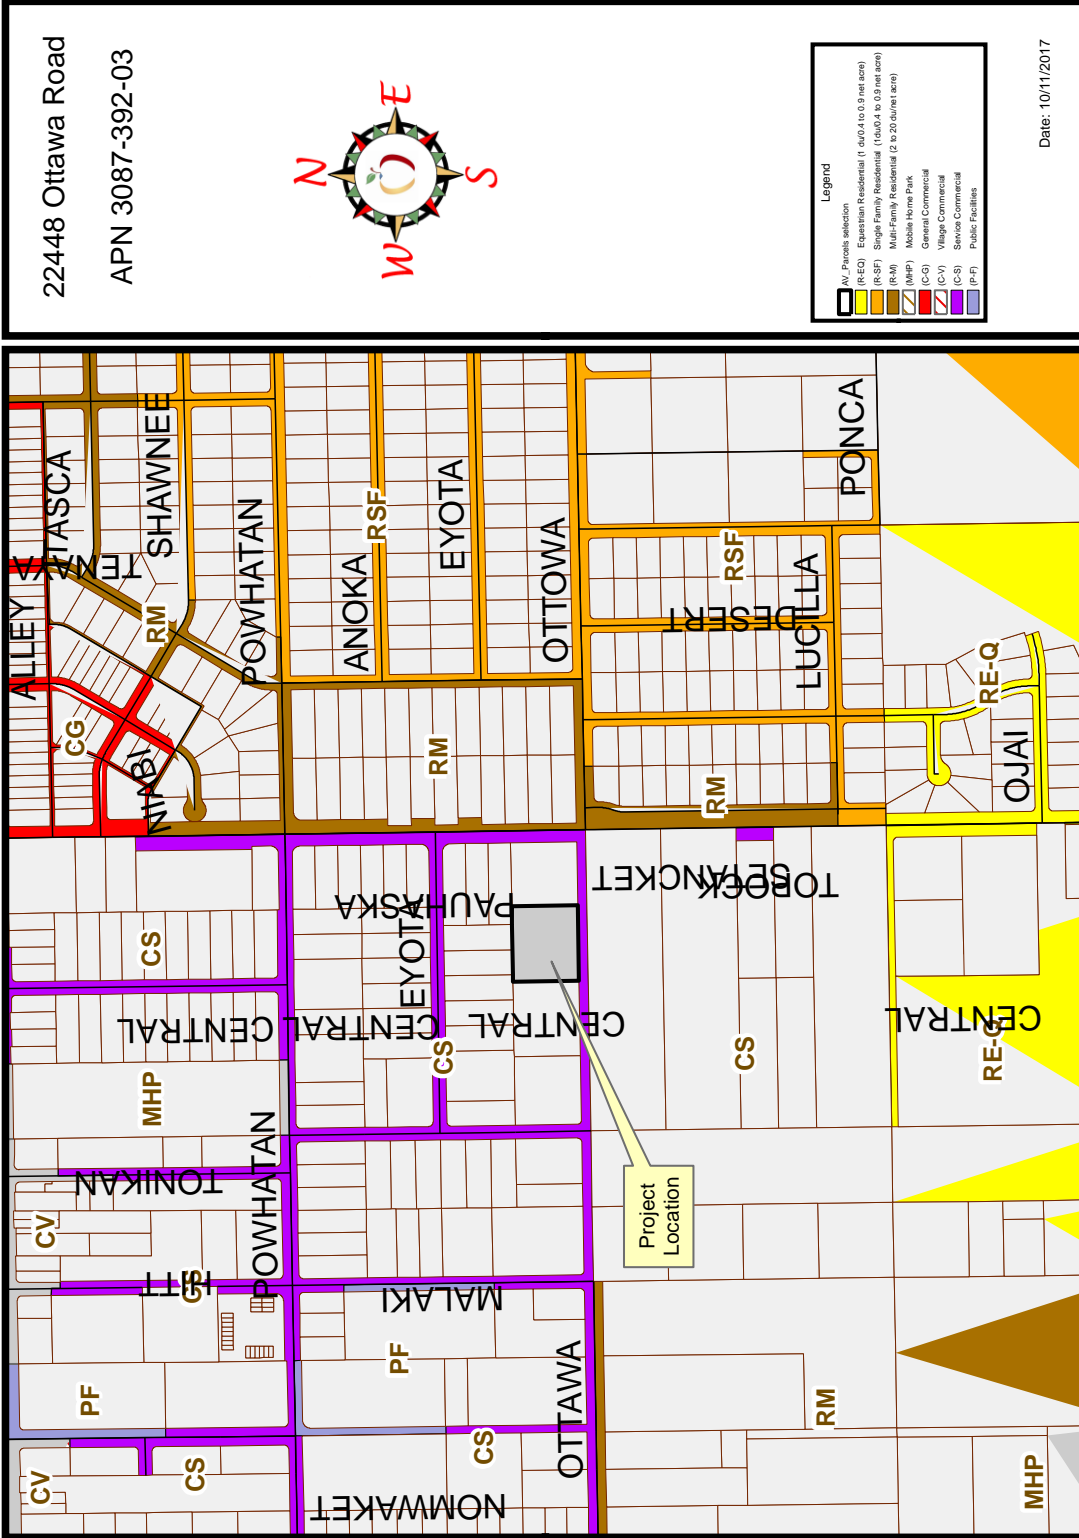 22448 Ottawa Road
APN 3087-392-03
N
W
E
S
Legend
AV_Parcels selection
(R-EQ) Equestrian Residential (1 du/0.4 to 0.9 net acre)
(R-SF) Single Family Residential (1du/0.4 to 0.9 net acre)
(R-M) Multi-Family Residential (2 to 20 du/net acre)
(MHP) Mobile Home Park
(C-G) General Commercial
(C-V) Village Commercial
(C-S) Service Commercial
(P-F) Public Facilities
Date: 10/11/2017
ALLEY
TENAYA
ITASCA
SHAWNEE
POWHATAN
ANOKA
RSF
EYOTA
OTTOWA
RM
CG
NIABI
RM
RSF
DESERT
LUCILLA
PONCA
RM
RE-Q
OJAI
CS
PAUHASKA
EYOTA
SETANCKET
TOBOCK
CENTRAL
CENTRAL
CENTRAL
CENTRAL
CS
CS
RE-Q
MHP
TONIKAN
POWHATAN
CV
HITT
CS
MALAKI
Project
Location
PF
PF
OTTAWA
RM
CV
CS
NOMWAKET
CS
MHP